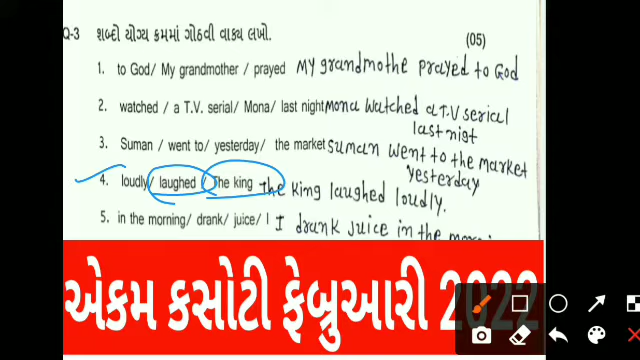 Q-3 શબ્દો યોગ્ય ક્રમમાં ગોઠવી વાક્ય લખો. (05)
1. to God/ My grandmother / prayed My grandmothe prayed to God
2. watched / a T.V. serial/ Mona/ last night Mona watched a T.V serial
last nigt
3. Suman / went to/ yesterday/ the market Suman went to the market
yesterday
4. loudly/ laughed / The king the King laughed loudly.
5. in the morning/ drank/ juice/ I I drank Juice in the
એકમ કસોટી ફેબ્રુઆરી 2022